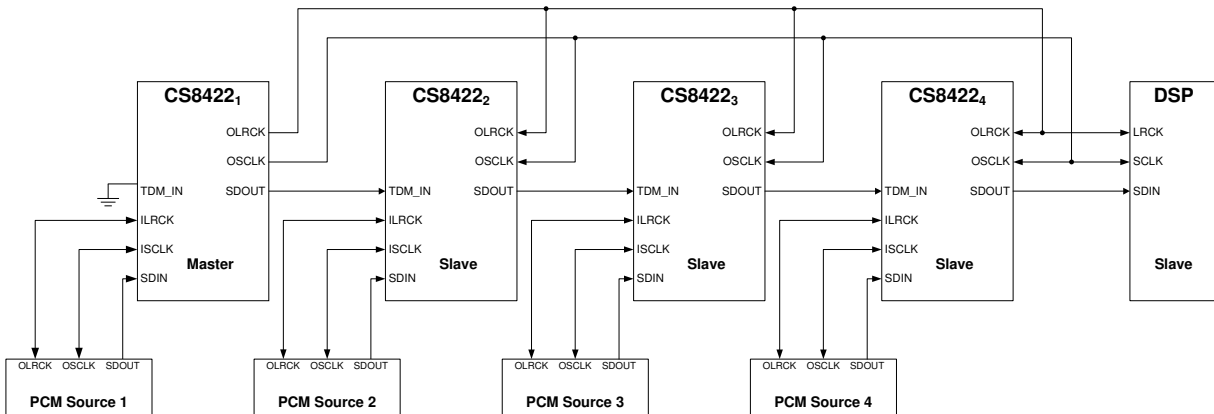 CS8422₁ CS8422₂ CS8422₃ CS8422₄ DSP
OLRCK OLRCK OLRCK OLRCK LRCK
OSCLK OSCLK OSCLK OSCLK SCLK
TDM_IN SDOUT TDM_IN SDOUT TDM_IN SDOUT TDM_IN SDOUT SDIN
ILRCK ILRCK ILRCK ILRCK
ISCLK ISCLK ISCLK ISCLK
Master Slave Slave Slave Slave
SDIN SDIN SDIN SDIN
OLRCK OSCLK SDOUT OLRCK OSCLK SDOUT OLRCK OSCLK SDOUT OLRCK OSCLK SDOUT
PCM Source 1 PCM Source 2 PCM Source 3 PCM Source 4